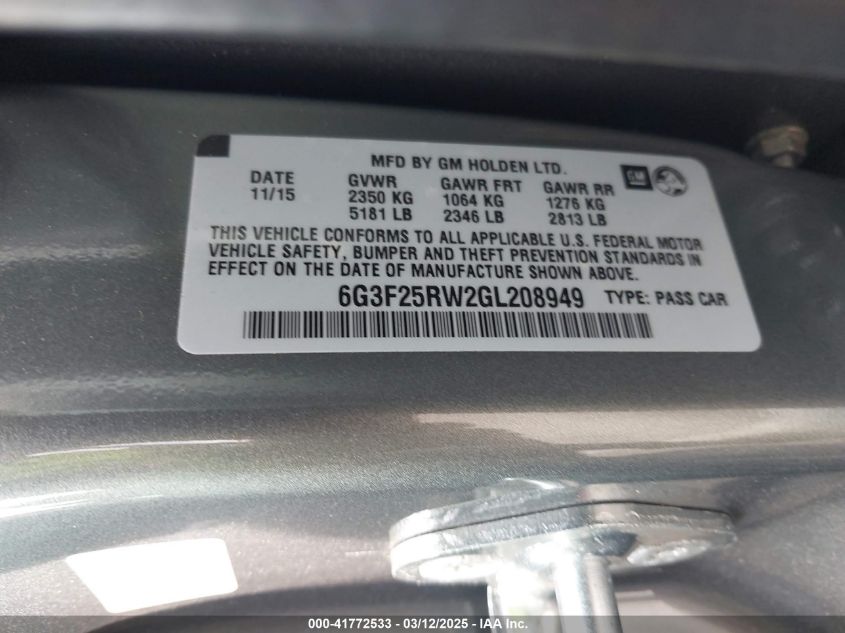 MFD BY GM HOLDEN LTD.
DATE GVWR GAWR FRT GAWR RR GM
11/15 2350 KG 1064 KG 1276 KG
5181 LB 2346 LB 2813 LB
THIS VEHICLE CONFORMS TO ALL APPLICABLE U.S. FEDERAL MOTOR
VEHICLE SAFETY, BUMPER AND THEFT PREVENTION STANDARDS IN
EFFECT ON THE DATE OF MANUFACTURE SHOWN ABOVE.
6G3F25RW2GL208949 TYPE: PASS CAR
000-41772533 - 03/12/2025 - IAA Inc.